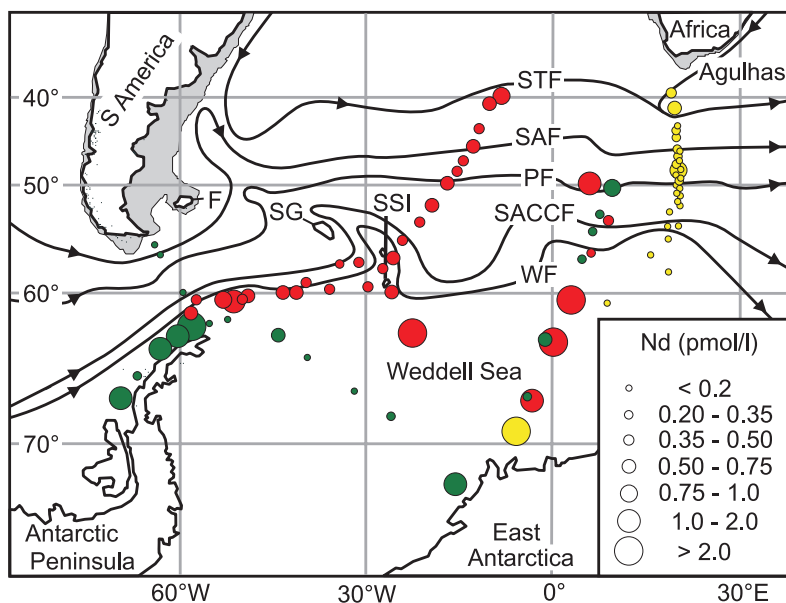 Africa
S America
Agulhas
STF
40°
SAF
50°
PF
F
SG
SSI
SACCF
WF
60°
Weddell Sea
70°
Antarctic
Peninsula
East
Antarctica
Nd (pmol/l)
< 0.2
0.20 - 0.35
0.35 - 0.50
0.50 - 0.75
0.75 - 1.0
1.0 - 2.0
> 2.0
60°W
30°W
0°
30°E